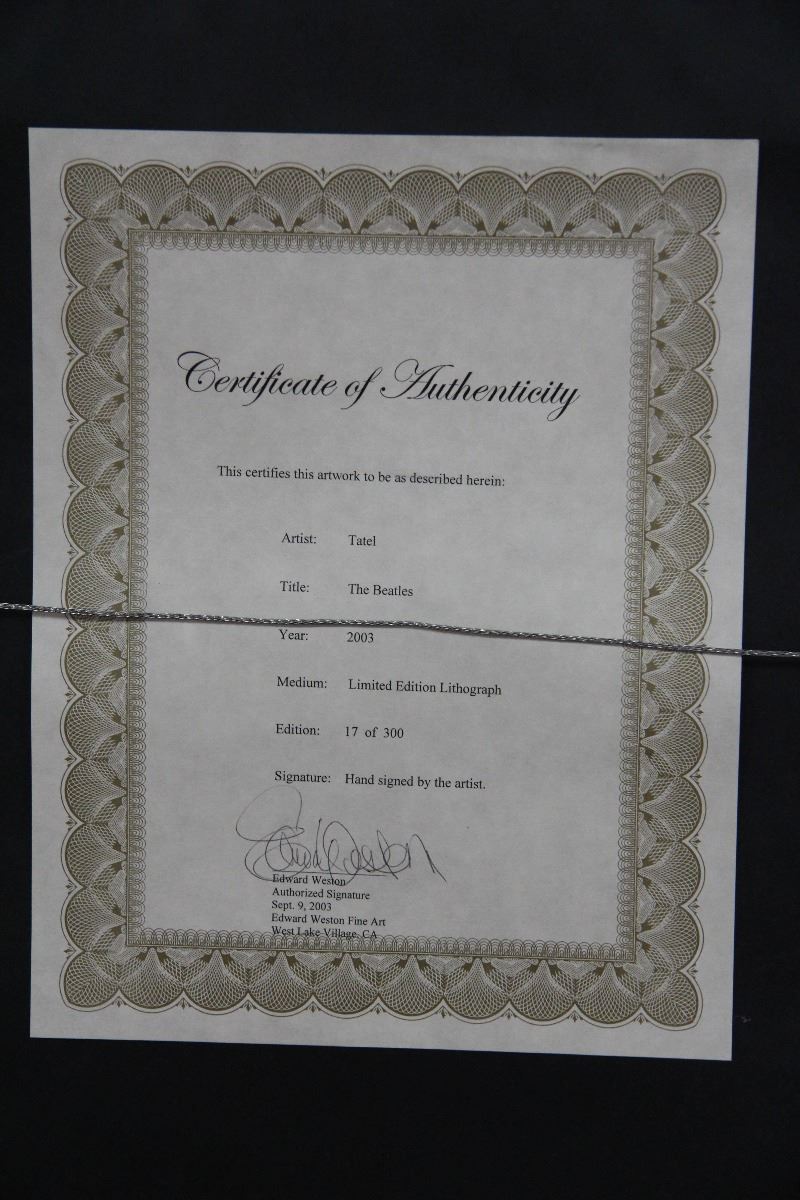 Certificate of Authenticity
This certifies this artwork to be as described herein:
Artist: Tatel
Title: The Beatles
Year: 2003
Medium: Limited Edition Lithograph
Edition: 17 of 300
Signature: Hand signed by the artist.
Edward Weston
Edward Weston
Authorized Signature
Sept. 9, 2003
Edward Weston Fine Art
West Lake Village, CA